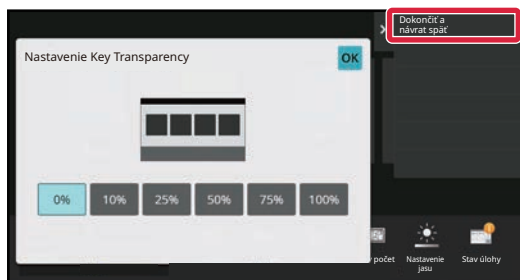 Dokončiť a
návrat späť
Nastavenie Key Transparency
OK
0%
10%
25%
50%
75%
100%
počet
Nastavenie
jasu
Stav úlohy